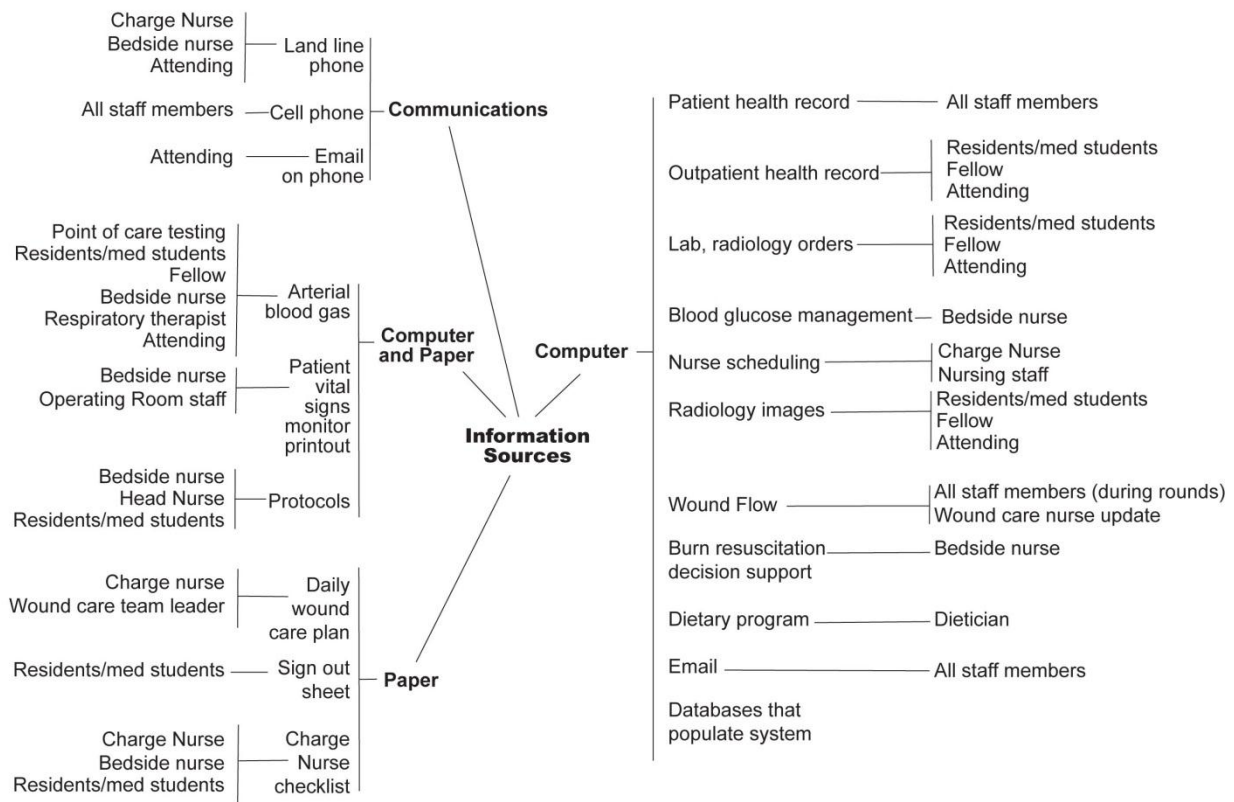 Charge Nurse
Bedside nurse
Attending
Land line
phone
All staff members
Cell phone
Attending
Email
on phone
Communications
Point of care testing
Residents/med students
Fellow
Bedside nurse
Respiratory therapist
Attending
Arterial
blood gas
Bedside nurse
Operating Room staff
Patient
vital
signs
monitor
printout
Bedside nurse
Head Nurse
Residents/med students
Protocols
Computer
and Paper
Charge nurse
Wound care team leader
Daily
wound
care plan
Residents/med students
Sign out
sheet
Charge Nurse
Bedside nurse
Residents/med students
Charge
Nurse
checklist
Paper
Information
Sources
Computer
Patient health record
All staff members
Outpatient health record
Residents/med students
Fellow
Attending
Lab, radiology orders
Residents/med students
Fellow
Attending
Blood glucose management
Bedside nurse
Nurse scheduling
Charge Nurse
Nursing staff
Radiology images
Residents/med students
Fellow
Attending
Wound Flow
All staff members (during rounds)
Wound care nurse update
Burn resuscitation
decision support
Bedside nurse
Dietary program
Dietician
Email
All staff members
Databases that
populate system